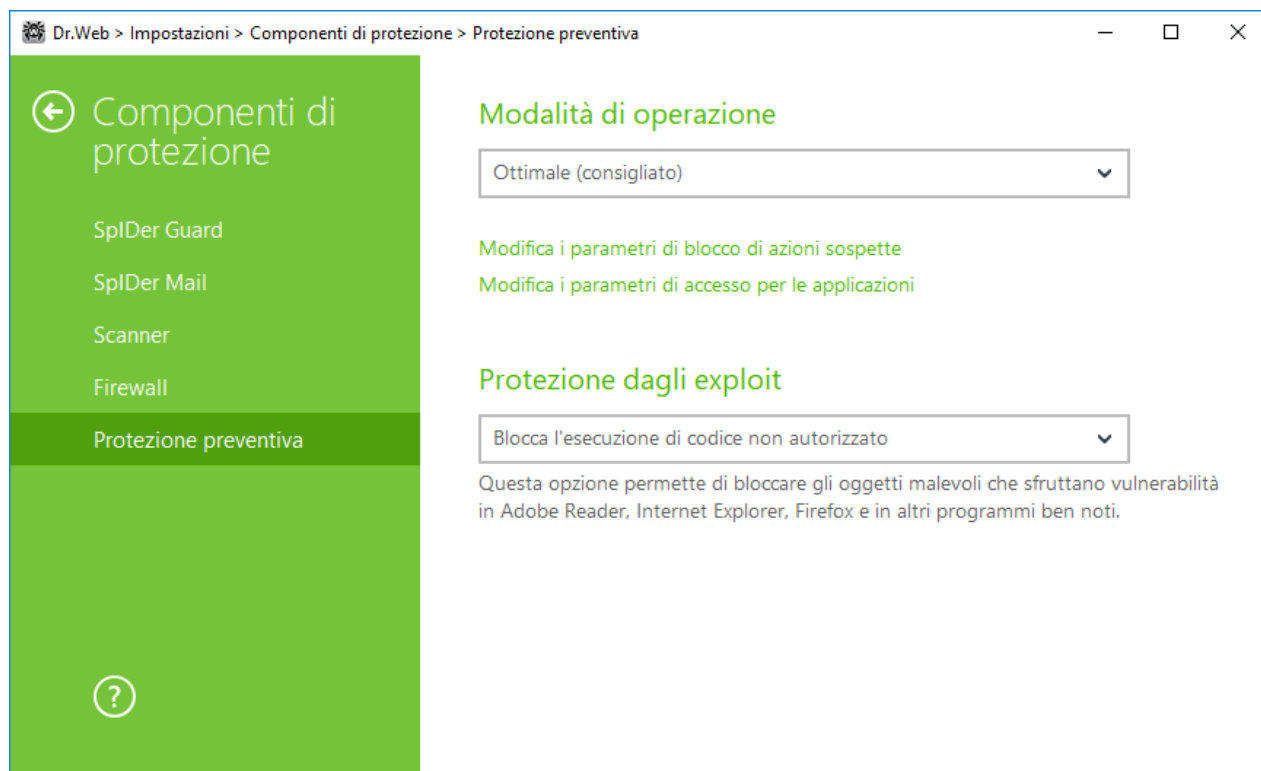 Dr.Web > Impostazioni > Componenti di protezione > Protezione preventiva
Componenti di
protezione
SpIDer Guard
SpIDer Mail
Scanner
Firewall
Protezione preventiva
?
Modalità di operazione
Ottimale (consigliato)
Modifica i parametri di blocco di azioni sospette
Modifica i parametri di accesso per le applicazioni
Protezione dagli exploit
Blocca l'esecuzione di codice non autorizzato
Questa opzione permette di bloccare gli oggetti malevoli che sfruttano vulnerabilità
in Adobe Reader, Internet Explorer, Firefox e in altri programmi ben noti.